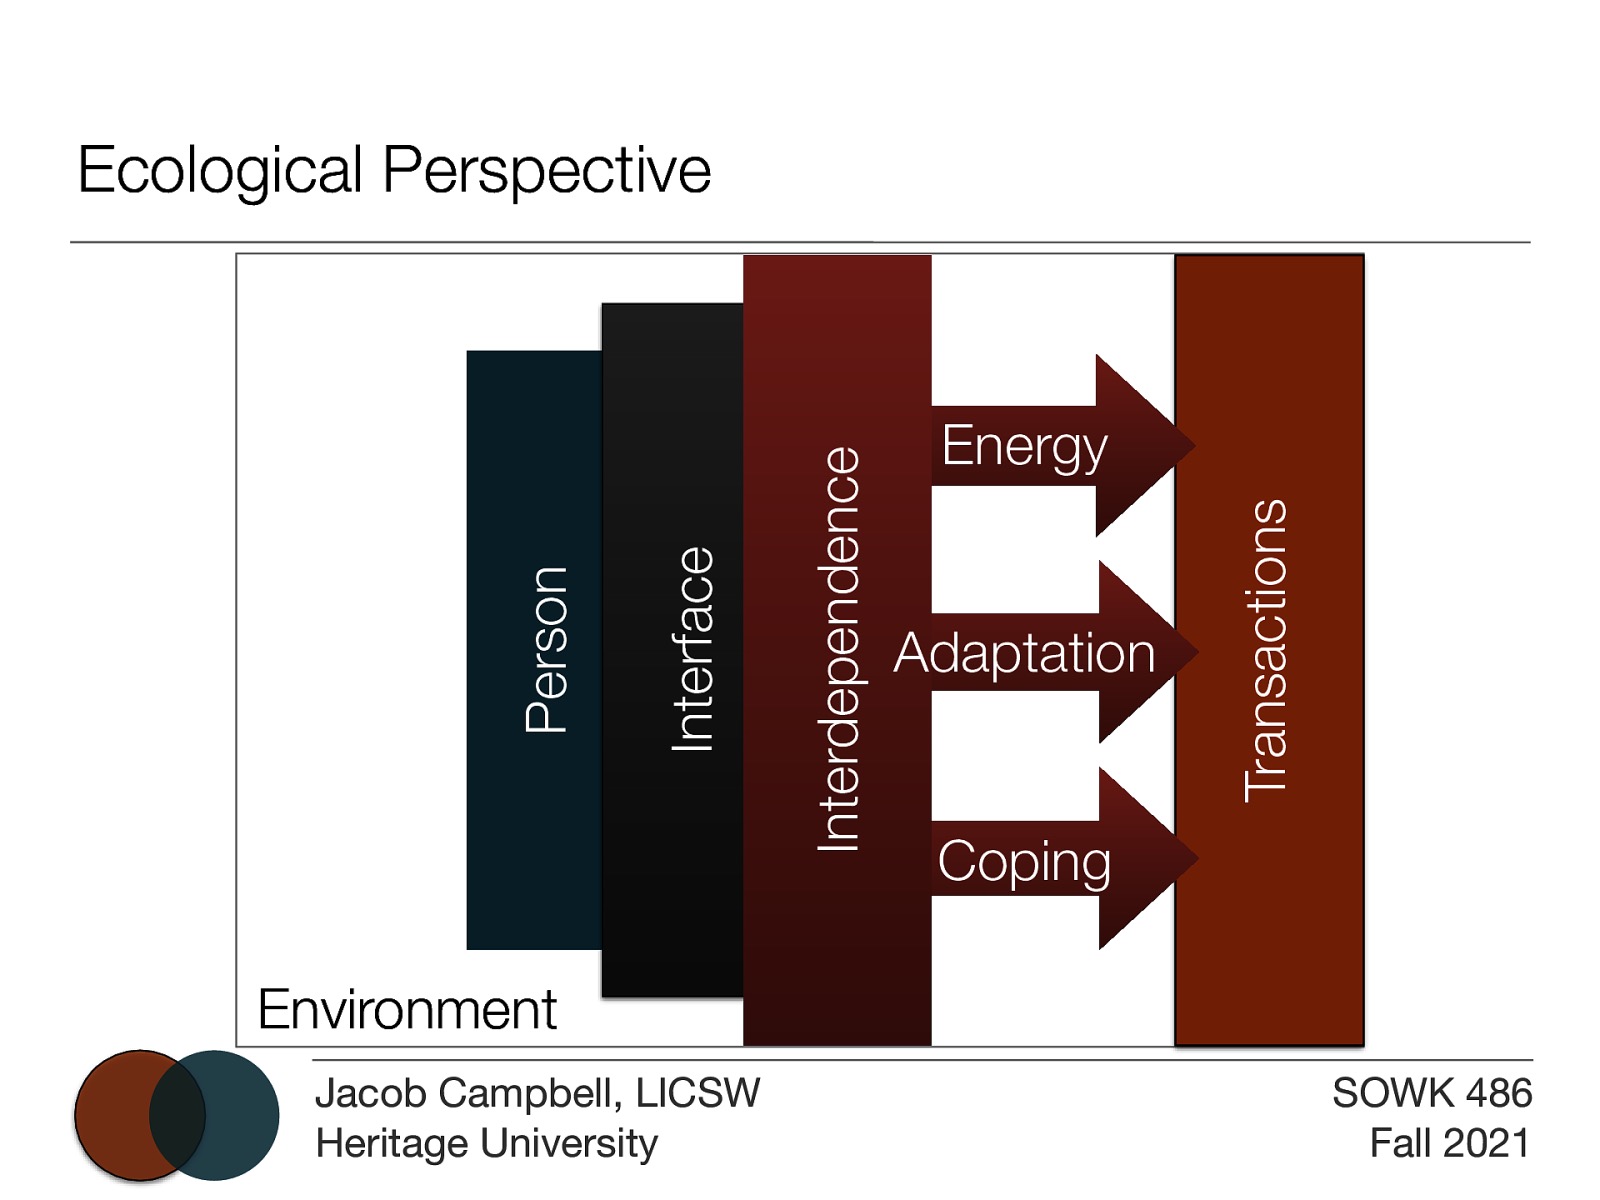 Ecological Perspective
Person
Interface
Interdependence
Energy
Adaptation
Coping
Transactions
Environment
Jacob Campbell, LICSW
Heritage University
SOWK 486
Fall 2021